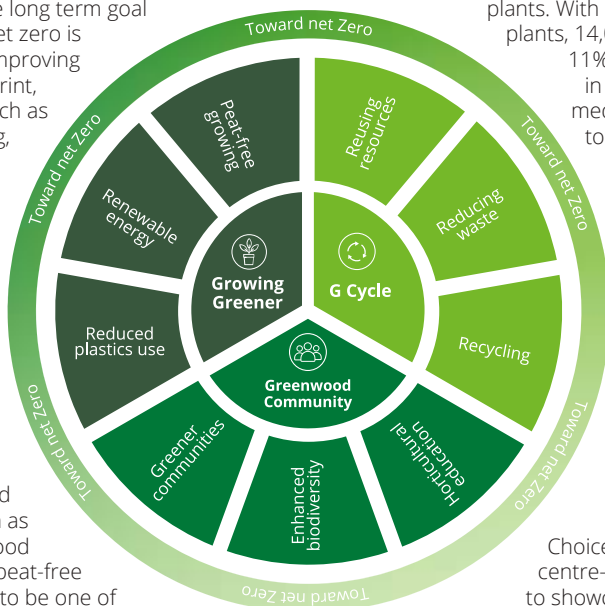 e long term goal
et zero is
mproving
rint,
ch as
g,
plants. With
plants, 14,0
11%
in
med
to
Toward net Zero
Toward net Zero
Toward net Zero
Peat-free
growing
Reusing
resources
Renewable
energy
Reducing
waste
Growing
Greener
G Cycle
Reduced
plastics use
Recycling
Greenwood
Community
Greener
communities
Enhanced
biodiversity
Horticultural
education
Toward net Zero
Toward net Zero
Toward net Zero
d
as
ood
peat-free
to be one of
Choice
centre-
to showc